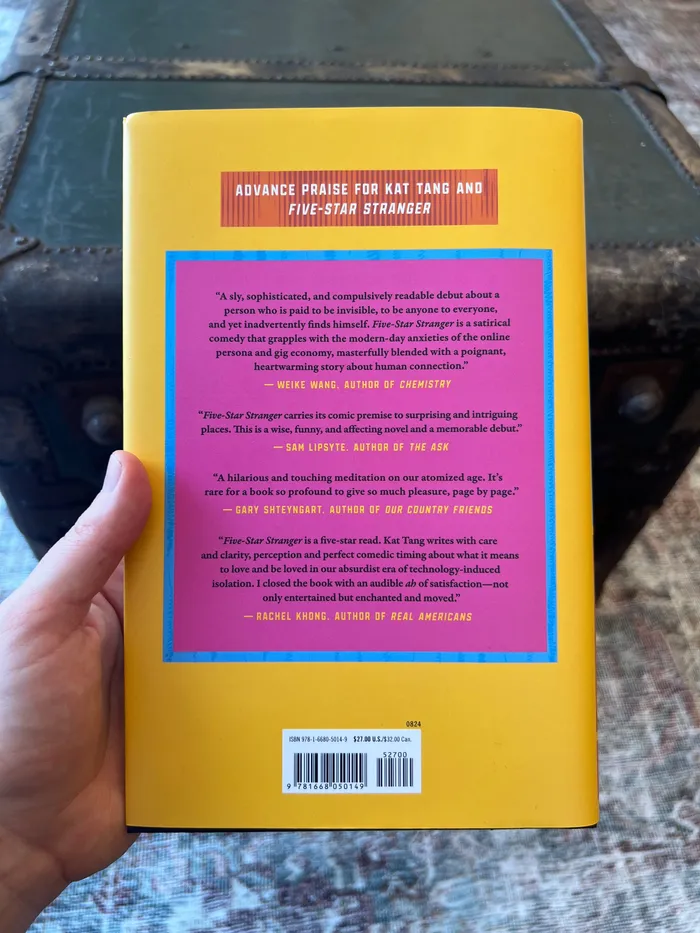 ADVANCE PRAISE FOR KAT TANG AND
FIVE-STAR STRANGER
“A sly, sophisticated, and compulsively readable debut about a
person who is paid to be invisible, to be anyone to everyone,
and yet inadvertently finds himself. Five-Star Stranger is a satirical
comedy that grapples with the modern-day anxieties of the online
persona and gig economy, masterfully blended with a poignant,
heartwarming story about human connection.”
— WEIKE WANG, AUTHOR OF CHEMISTRY
“Five-Star Stranger carries its comic premise to surprising and intriguing
places. This is a wise, funny, and affecting novel and a memorable debut.”
— SAM LIPSYTE, AUTHOR OF THE ASK
“A hilarious and touching meditation on our atomized age. It’s
rare for a book so profound to give so much pleasure, page by page.”
— GARY SHTEYNGART, AUTHOR OF OUR COUNTRY FRIENDS
“Five-Star Stranger is a five-star read. Kat Tang writes with care
and clarity, perception and perfect comedic timing about what it means
to love and be loved in our absurdist era of technology-induced
isolation. I closed the book with an audible ah of satisfaction—not
only entertained but enchanted and moved.”
— RACHEL KHONG, AUTHOR OF REAL AMERICANS
0824
ISBN 978-1-6680-5014-9 $27.00 U.S./$32.00 Can.
52700
9 781668 050149